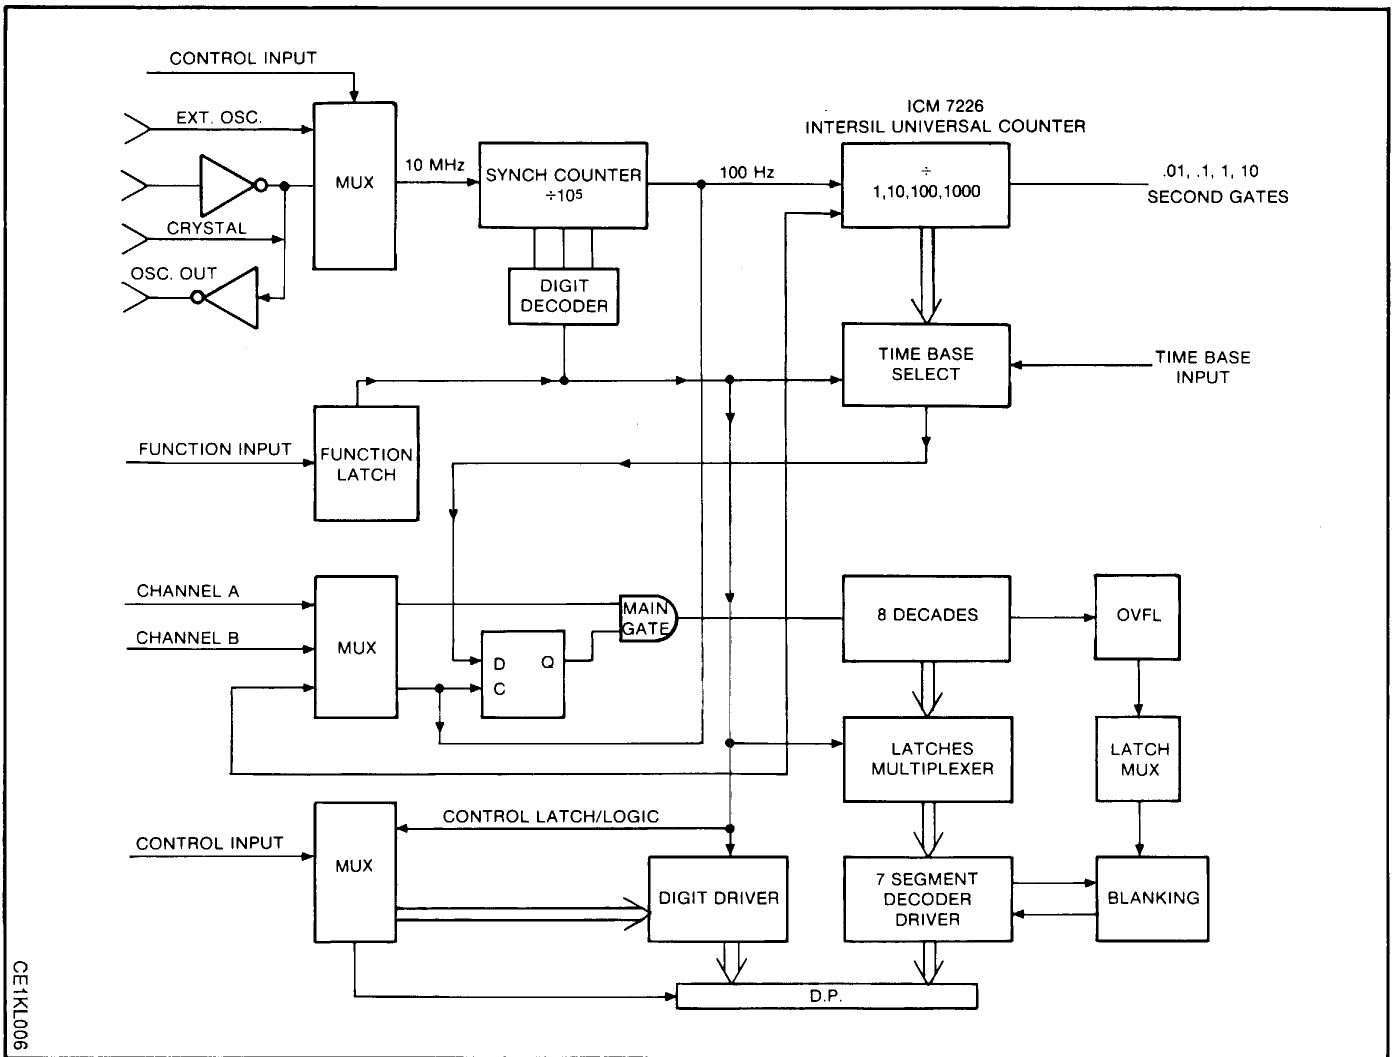 CONTROL INPUT
EXT. OSC.
CRYSTAL
OSC. OUT
MUX
10 MHz
SYNCH COUNTER
÷10⁵
DIGIT
DECODER
100 Hz
ICM 7226
INTERSIL UNIVERSAL COUNTER
÷
1,10,100,1000
.01, .1, 1, 10
SECOND GATES
TIME BASE
SELECT
TIME BASE
INPUT
FUNCTION INPUT
FUNCTION
LATCH
CHANNEL A
CHANNEL B
MUX
D
Q
C
MAIN
GATE
8 DECADES
OVFL
LATCHES
MULTIPLEXER
LATCH
MUX
CONTROL INPUT
MUX
CONTROL LATCH/LOGIC
DIGIT DRIVER
7 SEGMENT
DECODER
DRIVER
BLANKING
D.P.
CE1KL006